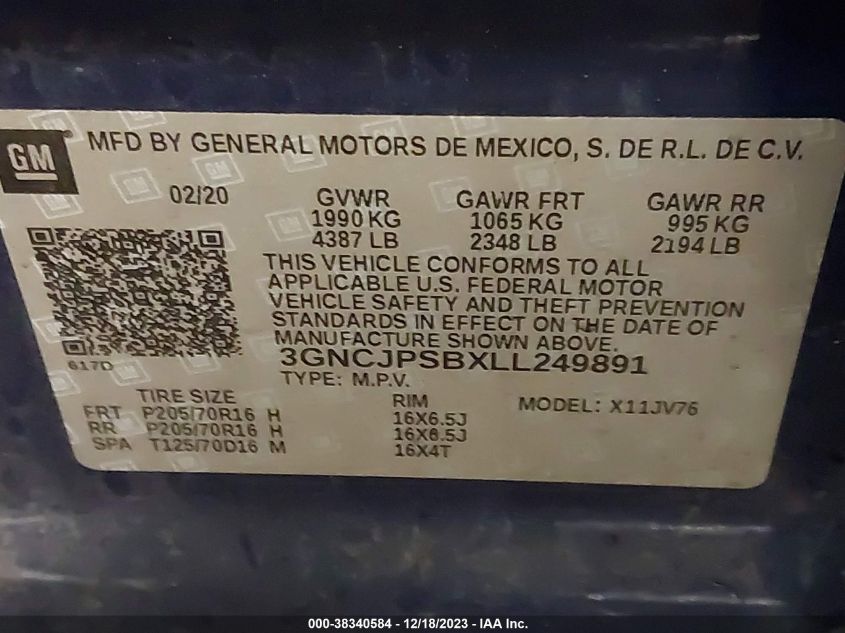 GM
MFD BY GENERAL MOTORS DE MEXICO, S. DE R.L. DE C.V.
02/20 GVWR GAWR FRT GAWR RR
1990 KG 1065 KG 995 KG
4387 LB 2348 LB 2194 LB
THIS VEHICLE CONFORMS TO ALL
APPLICABLE U.S. FEDERAL MOTOR
VEHICLE SAFETY AND THEFT PREVENTION
STANDARDS IN EFFECT ON THE DATE OF
MANUFACTURE SHOWN ABOVE.
617D 3GNCJPSBXLL249891
TYPE: M.P.V.
TIRE SIZE RIM MODEL: X11JV76
FRT P205/70R16 H 16X6.5J
RR P205/70R16 H 16X6.5J
SPA T125/70D16 M 16X4T
000-38340584 - 12/18/2023 - IAA Inc.